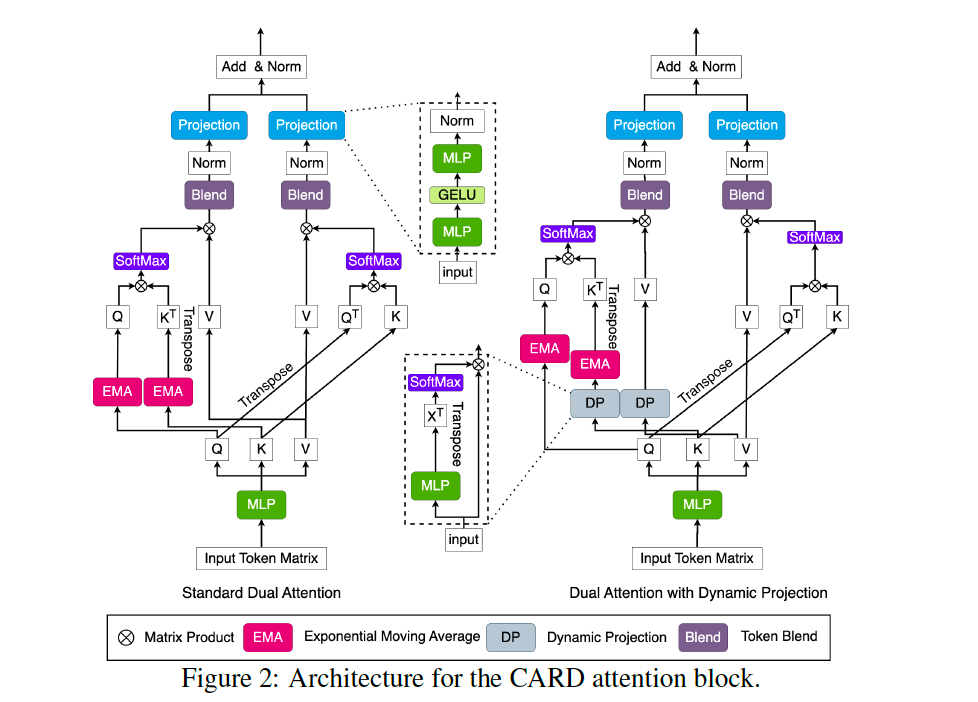 Add & Norm
Projection
Projection
Norm
Norm
Blend
Blend
SoftMax
SoftMax
Q
K^T
Transpose
V
V
Q^T
K
EMA
EMA
Transpose
Q
K
V
MLP
Input Token Matrix
Standard Dual Attention
Norm
MLP
GELU
MLP
input
SoftMax
X^T
Transpose
MLP
input
Add & Norm
Projection
Projection
Norm
Norm
Blend
Blend
SoftMax
SoftMax
Q
K^T
Transpose
V
V
Q^T
K
EMA
EMA
DP
DP
Transpose
Q
K
V
MLP
Input Token Matrix
Dual Attention with Dynamic Projection
Matrix Product
EMA
Exponential Moving Average
DP
Dynamic Projection
Blend
Token Blend
Figure 2: Architecture for the CARD attention block.